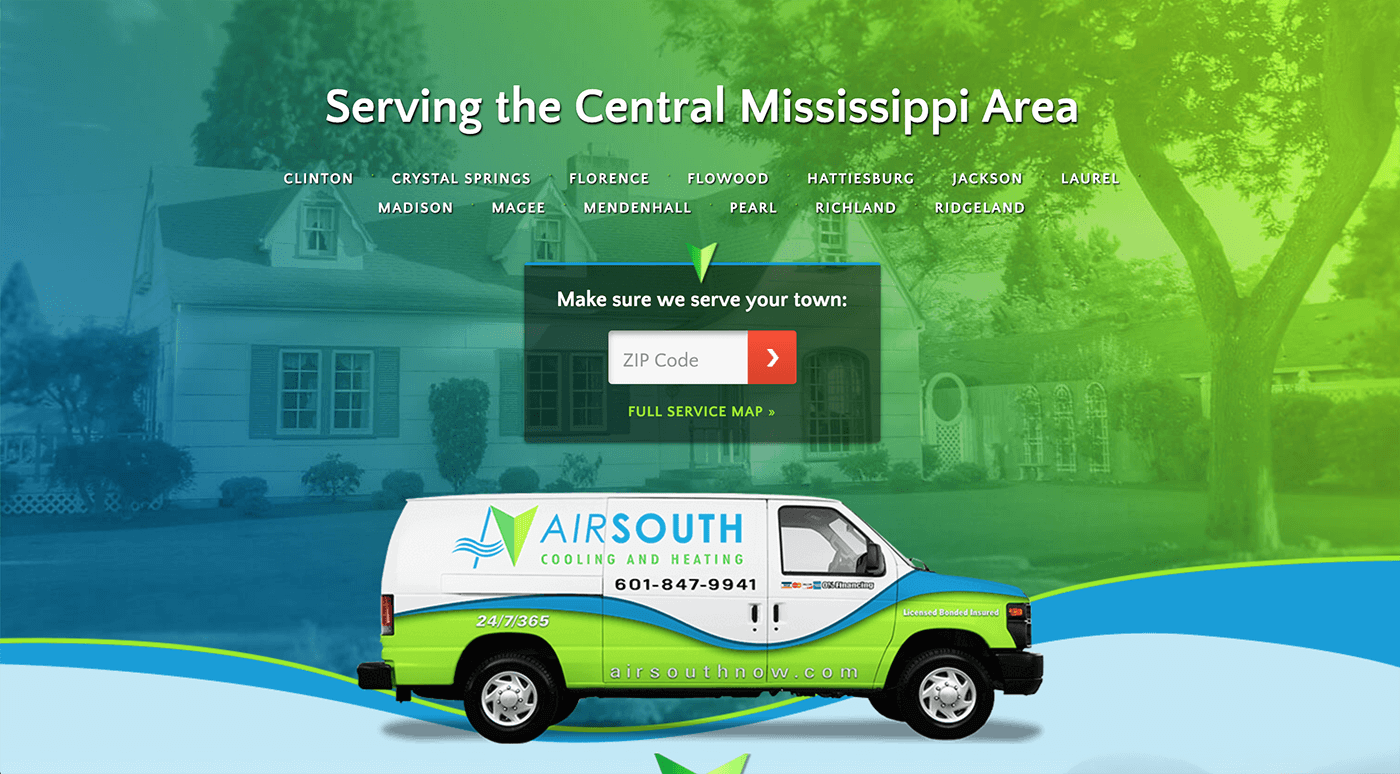 Serving the Central Mississippi Area
CLINTON · CRYSTAL SPRINGS · FLORENCE · FLOWOOD · HATTIESBURG · JACKSON · LAUREL ·
MADISON · MAGEE · MENDENHALL · PEARL · RICHLAND · RIDGELAND
Make sure we serve your town:
ZIP Code ❯
FULL SERVICE MAP »
AIRSOUTH
COOLING AND HEATING
601-847-9941
0% Financing
Licensed Bonded Insured
24/7/365
airsouthnow.com